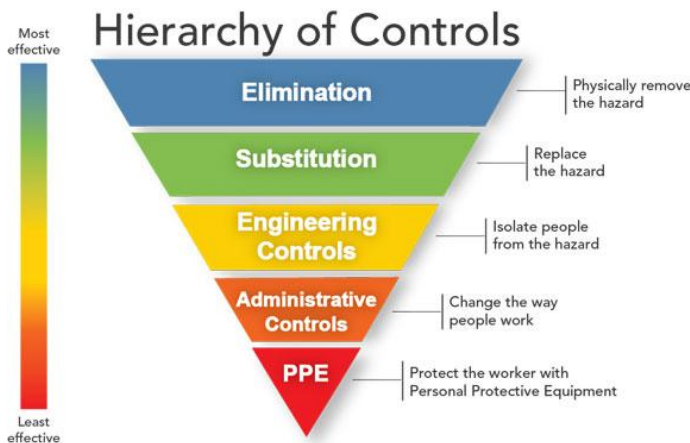 Hierarchy of Controls
Most
effective
Elimination
Physically remove
the hazard
Substitution
Replace
the hazard
Engineering
Controls
Isolate people
from the hazard
Administrative
Controls
Change the way
people work
PPE
Protect the worker with
Personal Protective Equipment
Least
effective